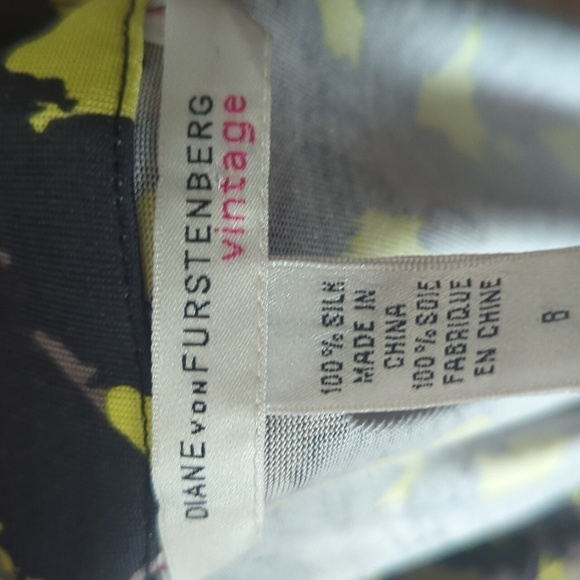 DIANE VON FURSTENBERG
vintage
100% SILK
MADE IN
CHINA
100% SOIE
FABRIQUE
EN CHINE
8